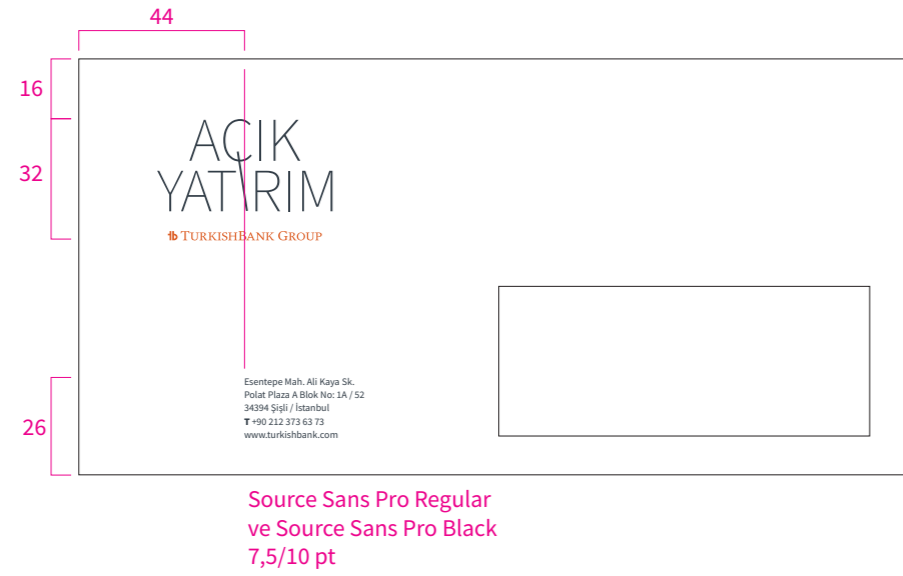 44
16
32
AÇIK
YATIRIM
tb TURKISHBANK GROUP
Esentepe Mah. Ali Kaya Sk.
Polat Plaza A Blok No: 1A / 52
34394 Şişli / İstanbul
T +90 212 373 63 73
www.turkishbank.com
26
Source Sans Pro Regular
ve Source Sans Pro Black
7,5/10 pt